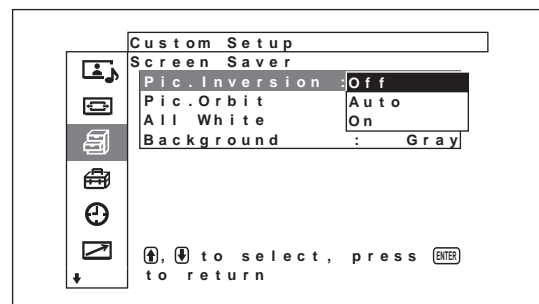 Custom Setup
Screen Saver
Pic.Inversion :Off
Pic.Orbit Auto
All White On
Background : Gray
, to select, press ENTER
to return